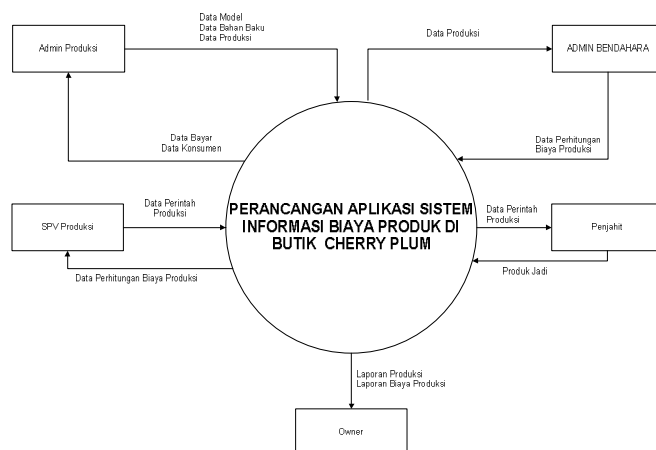 Data Model
Data Bahan Baku
Data Produksi
Admin Produksi
Data Produksi
ADMIN BENDAHARA
Data Bayar
Data Konsumen
Data Perhitungan
Biaya Produksi
SPV Produksi
Data Perintah
Produksi
Data Perhitungan Biaya Produksi
PERANCANGAN APLIKASI SISTEM
INFORMASI BIAYA PRODUK DI
BUTIK CHERRY PLUM
Data Perintah
Produksi
Penjahit
Produk Jadi
Laporan Produksi
Laporan Biaya Produksi
Owner